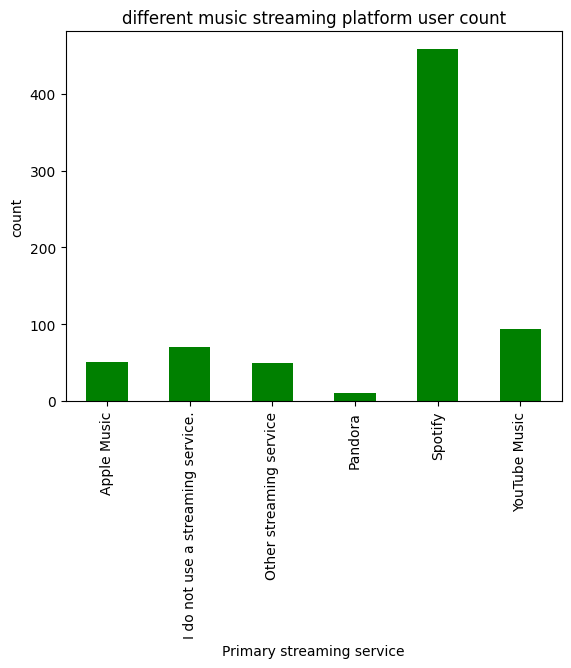 different music streaming platform user count
count
400
300
200
100
0
Apple Music
I do not use a streaming service.
Other streaming service
Pandora
Spotify
YouTube Music
Primary streaming service